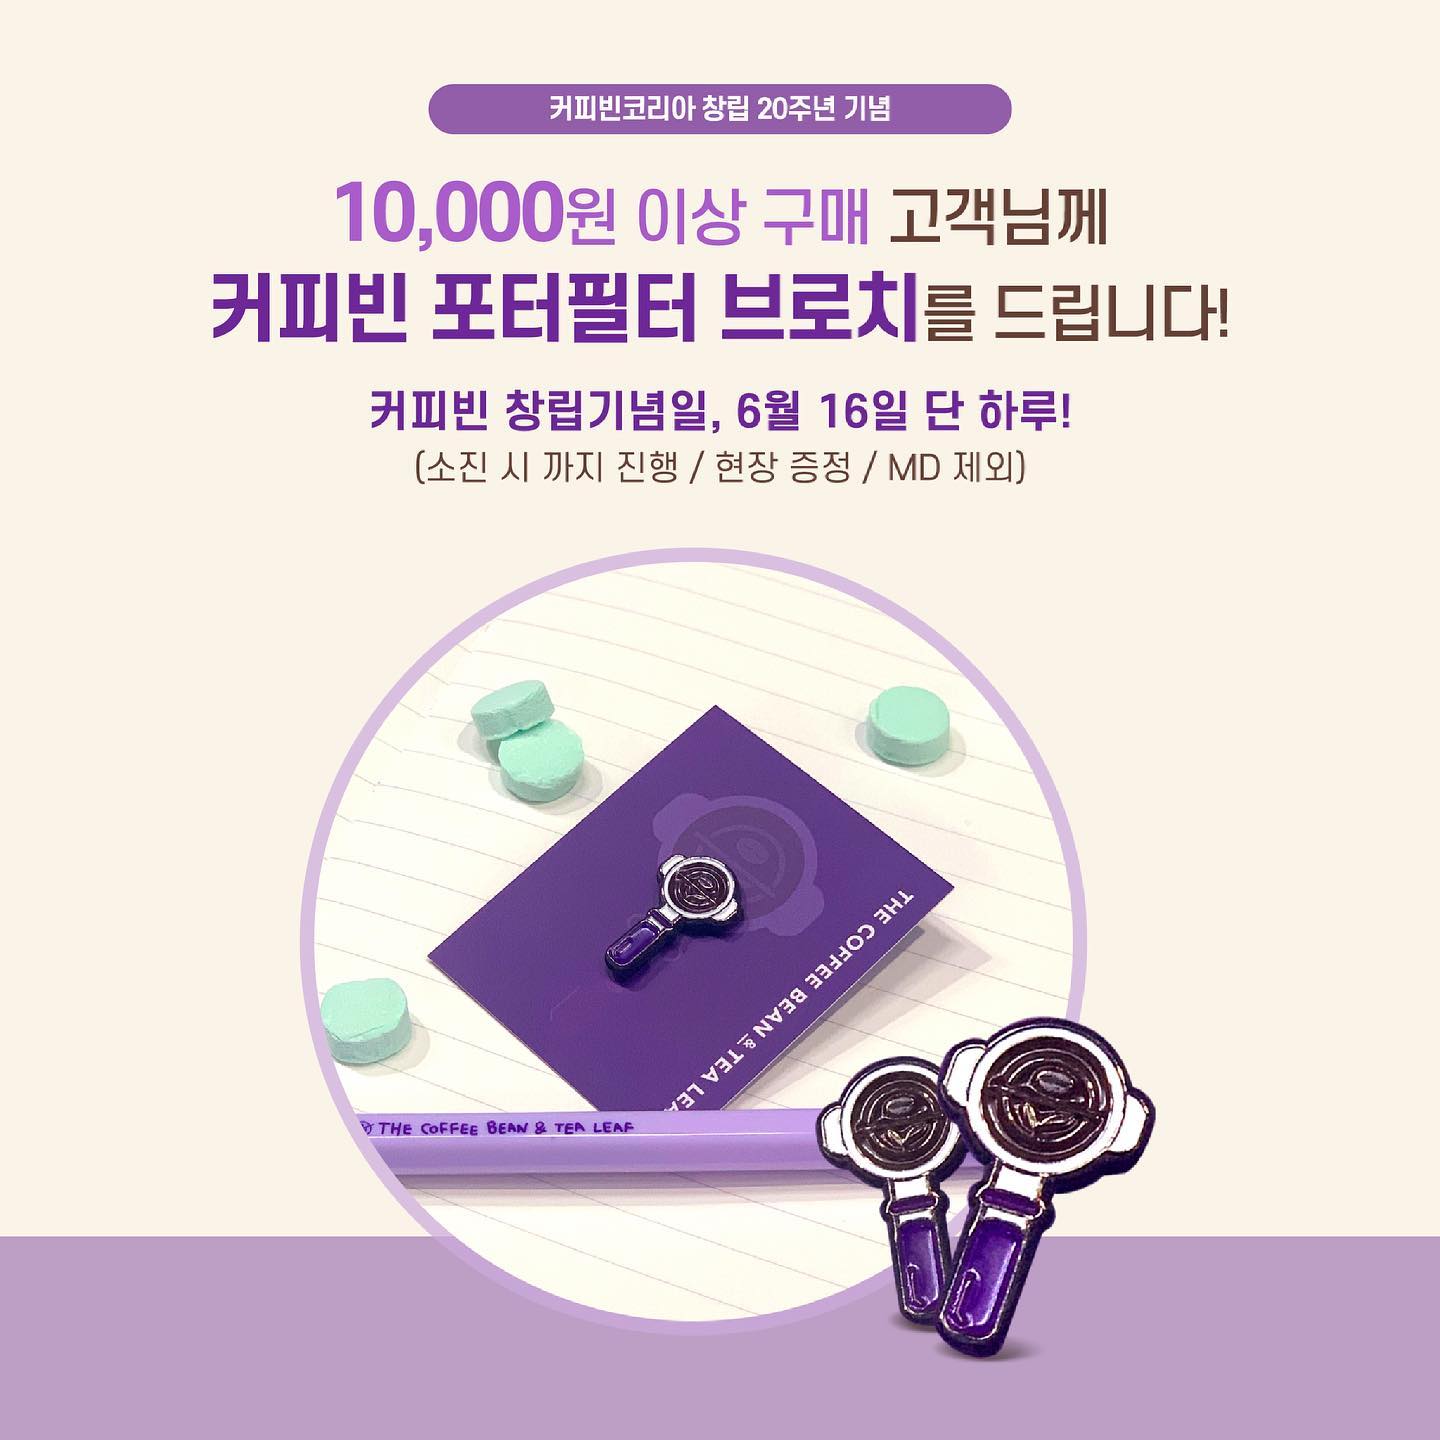 커피빈코리아 창립 20주년 기념
10,000원 이상 구매 고객님께
커피빈 포터필터 브로치를 드립니다!
커피빈 창립기념일, 6월 16일 단 하루!
(소진 시 까지 진행 / 현장 증정 / MD 제외)
THE COFFEE BEAN & TEA LEA
THE COFFEE BEAN & TEA LEAF